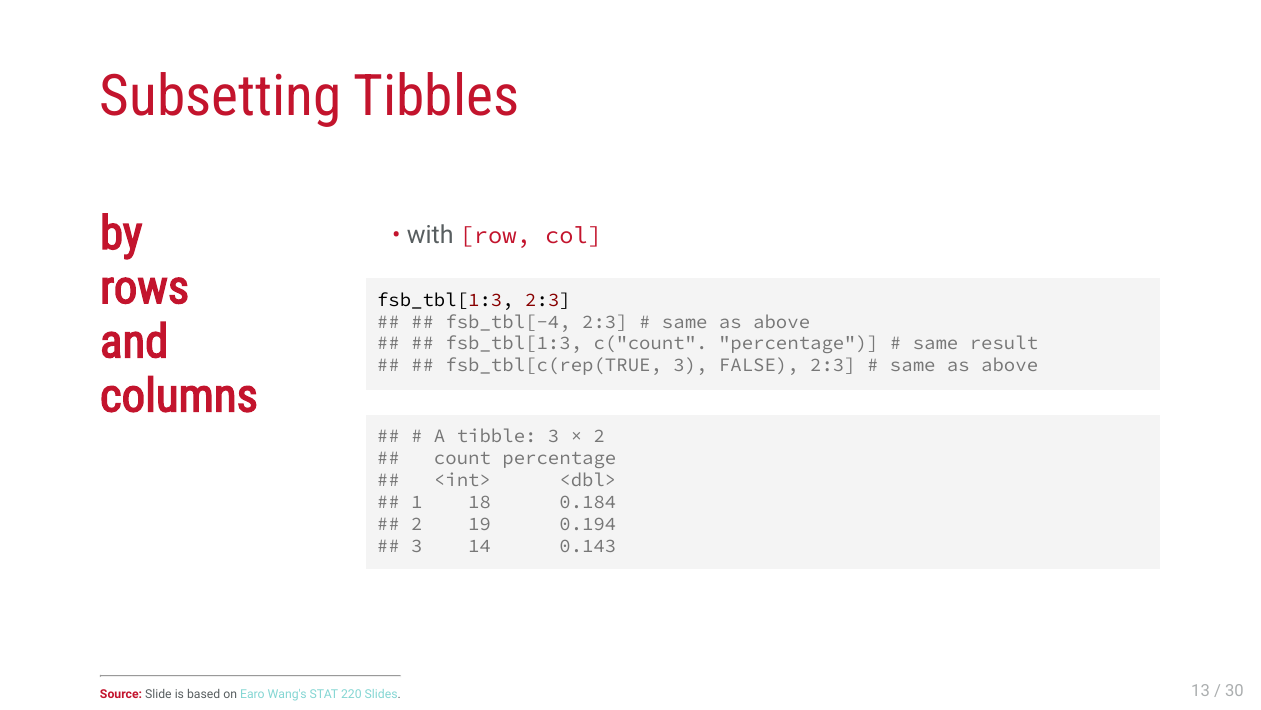 Subsetting Tibbles
by
rows
and
columns
• with [row, col]
fsb_tbl[1:3, 2:3]
## ## fsb_tbl[-4, 2:3] # same as above
## ## fsb_tbl[1:3, c("count". "percentage")] # same result
## ## fsb_tbl[c(rep(TRUE, 3), FALSE), 2:3] # same as above
## # A tibble: 3 × 2
##   count percentage
##   <int>      <dbl>
## 1    18      0.184
## 2    19      0.194
## 3    14      0.143
Source: Slide is based on Earo Wang's STAT 220 Slides.
13 / 30